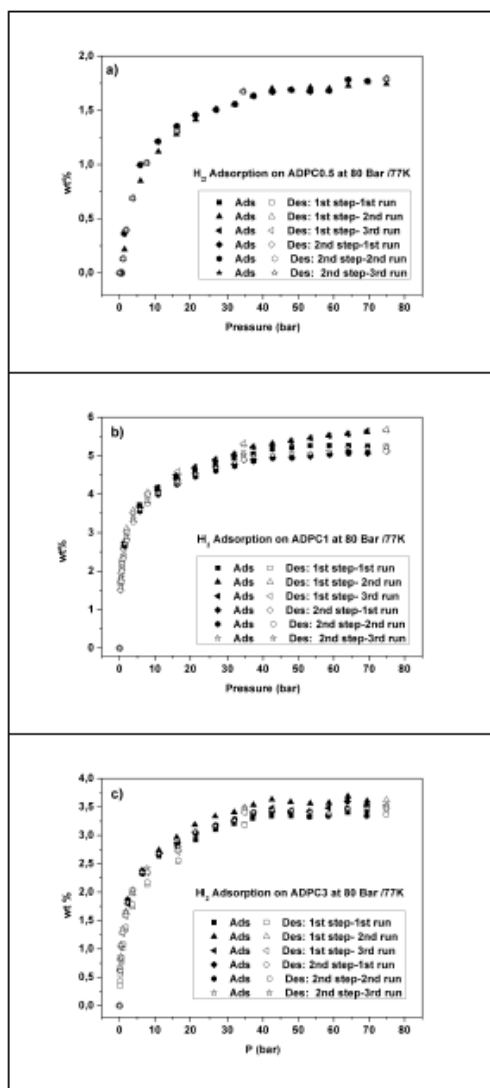 a)
2,0
1,5
1,0
0,5
0,0
wt%
H₂ Adsorption on ADPC0.5 at 80 Bar /77K
Ads Des: 1st step-1st run
Ads Des: 1st step- 2nd run
Ads Des: 1st step- 3rd run
Ads Des: 2nd step-1st run
Ads Des: 2nd step-2nd run
Ads Des: 2nd step-3rd run
0 10 20 30 40 50 60 70 80
Pressure (bar)
b)
6
5
4
3
2
1
0
wt%
H₂ Adsorption on ADPC1 at 80 Bar /77K
Ads Des: 1st step-1st run
Ads Des: 1st step- 2nd run
Ads Des: 1st step- 3rd run
Ads Des: 2nd step-1st run
Ads Des: 2nd step-2nd run
Ads Des: 2nd step-3rd run
0 10 20 30 40 50 60 70 80
Pressure (bar)
c)
4,0
3,5
3,0
2,5
2,0
1,5
1,0
0,5
0,0
wt %
H₂ Adsorption on ADPC3 at 80 Bar /77K
Ads Des: 1st step-1st run
Ads Des: 1st step- 2nd run
Ads Des: 1st step- 3rd run
Ads Des: 2nd step-1st run
Ads Des: 2nd step-2nd run
Ads Des: 2nd step-3rd run
0 10 20 30 40 50 60 70 80
P (bar)